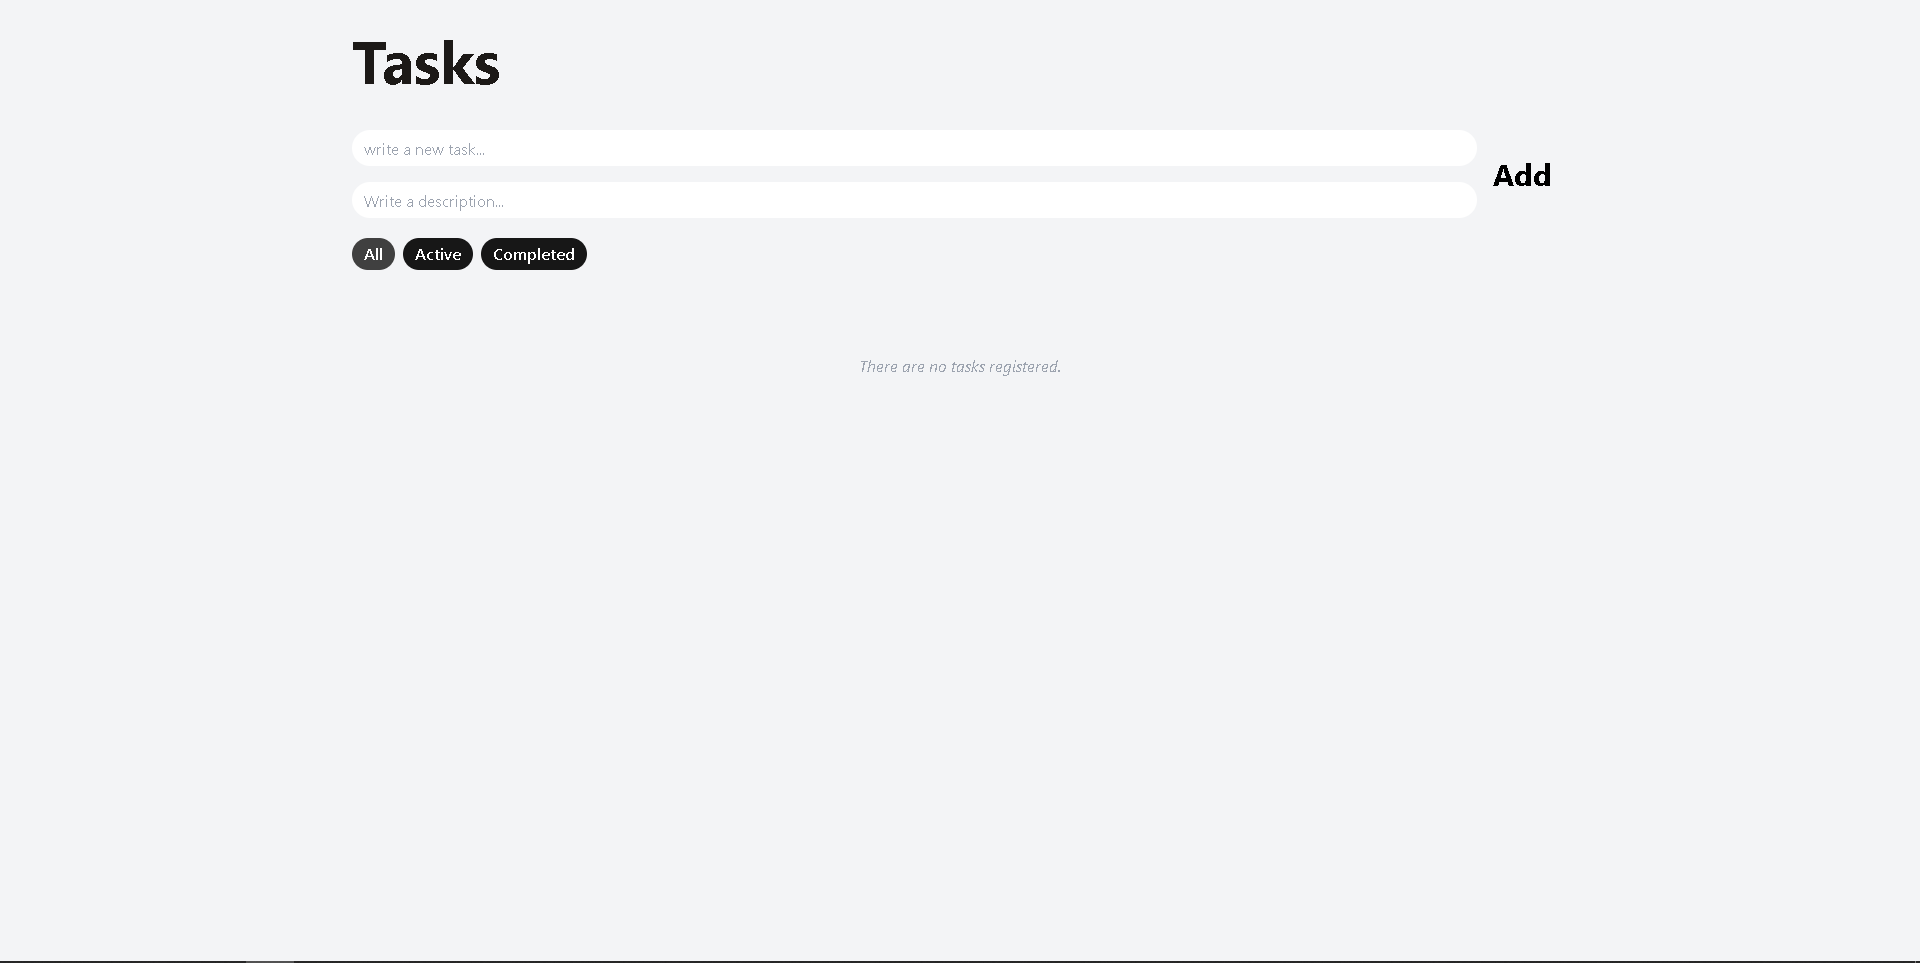 Tasks
write a new task...
Add
Write a description...
All Active Completed
There are no tasks registered.